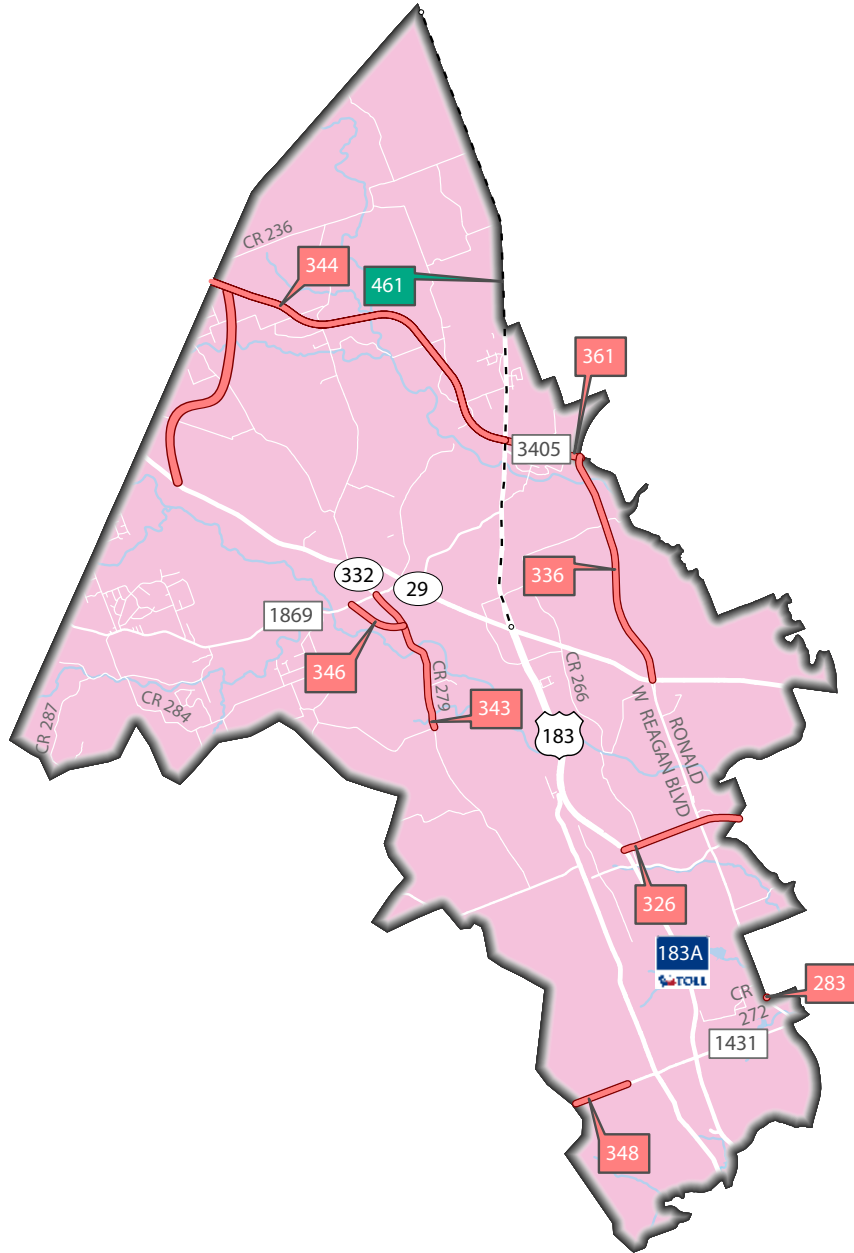 CR 236
344
461
361
3405
336
332
29
1869
346
CR 279
CR 266
343
CR 284
CR 287
183
RONALD
W REAGAN BLVD
326
183A
TOLL
283
CR
272
1431
348